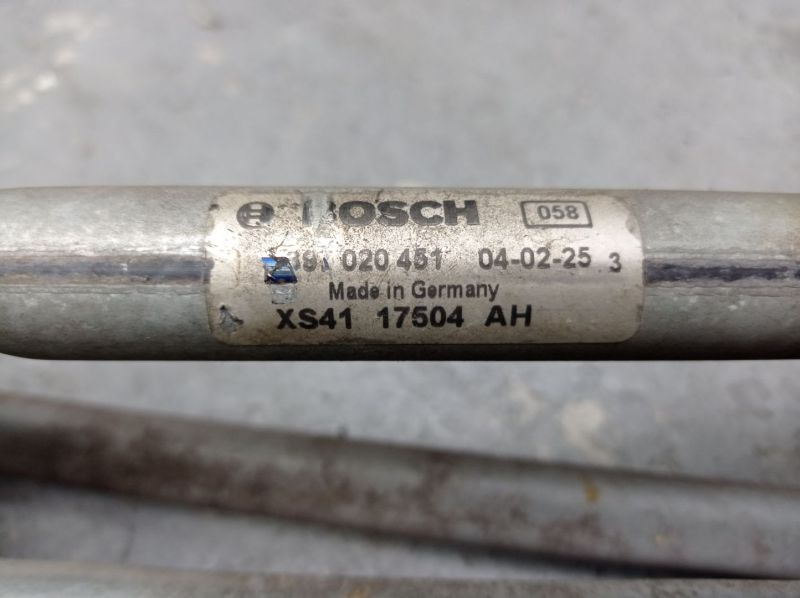 BOSCH 058
020 451 04-02-25 3
Made in Germany
XS41 17504 AH